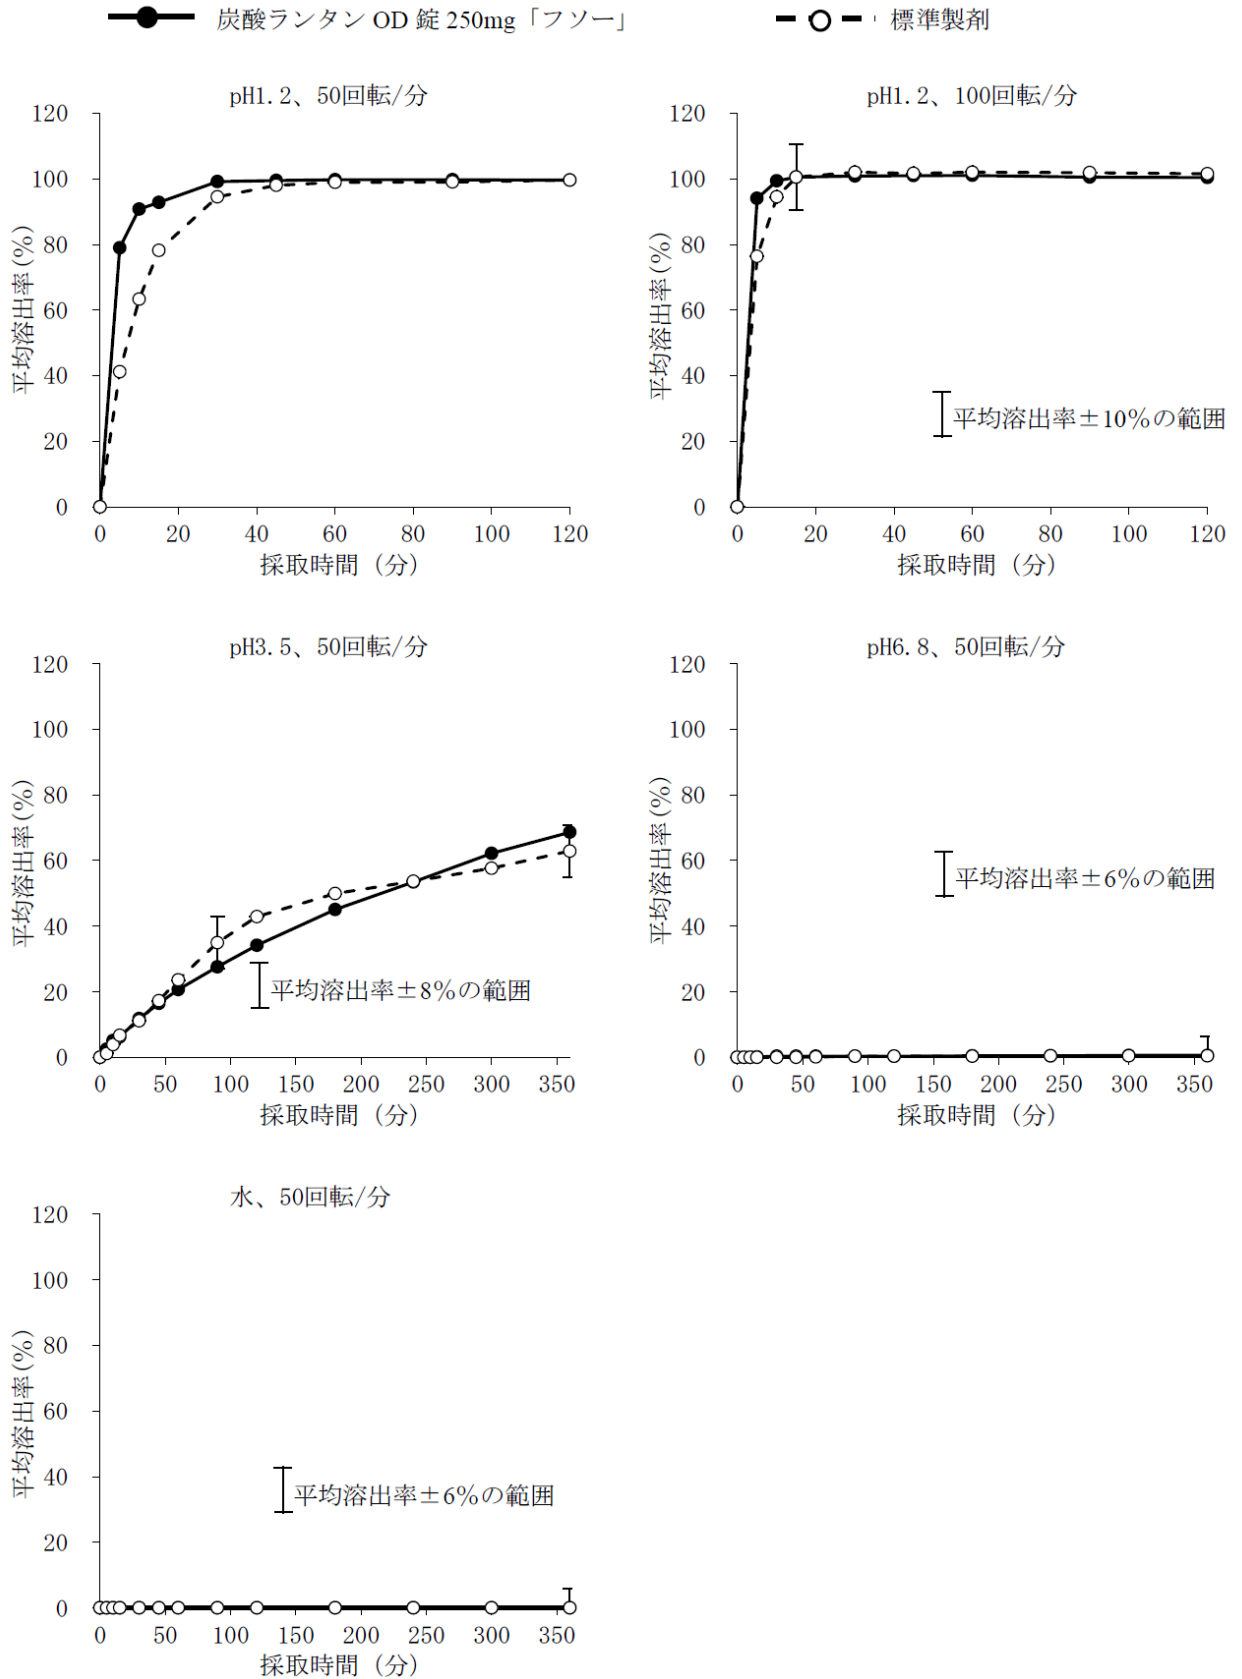 炭酸ランタン OD 錠 250mg「フソー」 標準製剤
pH1.2、50回転/分
120
100
80
60
40
20
0
平均溶出率(%)
0 20 40 60 80 100 120
採取時間（分）
pH1.2、100回転/分
120
100
80
60
40
20
0
平均溶出率(%)
平均溶出率±10%の範囲
0 20 40 60 80 100 120
採取時間（分）
pH3.5、50回転/分
120
100
80
60
40
20
0
平均溶出率(%)
平均溶出率±8%の範囲
0 50 100 150 200 250 300 350
採取時間（分）
pH6.8、50回転/分
120
100
80
60
40
20
0
平均溶出率(%)
平均溶出率±6%の範囲
0 50 100 150 200 250 300 350
採取時間（分）
水、50回転/分
120
100
80
60
40
20
0
平均溶出率(%)
平均溶出率±6%の範囲
0 50 100 150 200 250 300 350
採取時間（分）